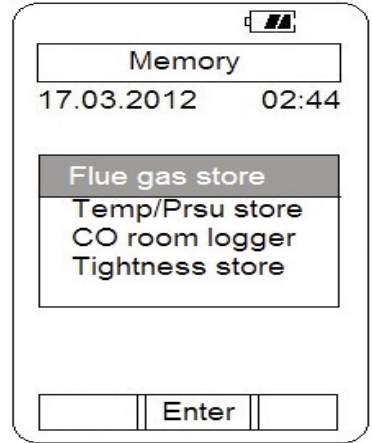 Memory
17.03.2012 02:44
Flue gas store
Temp/Prsu store
CO room logger
Tightness store
Enter